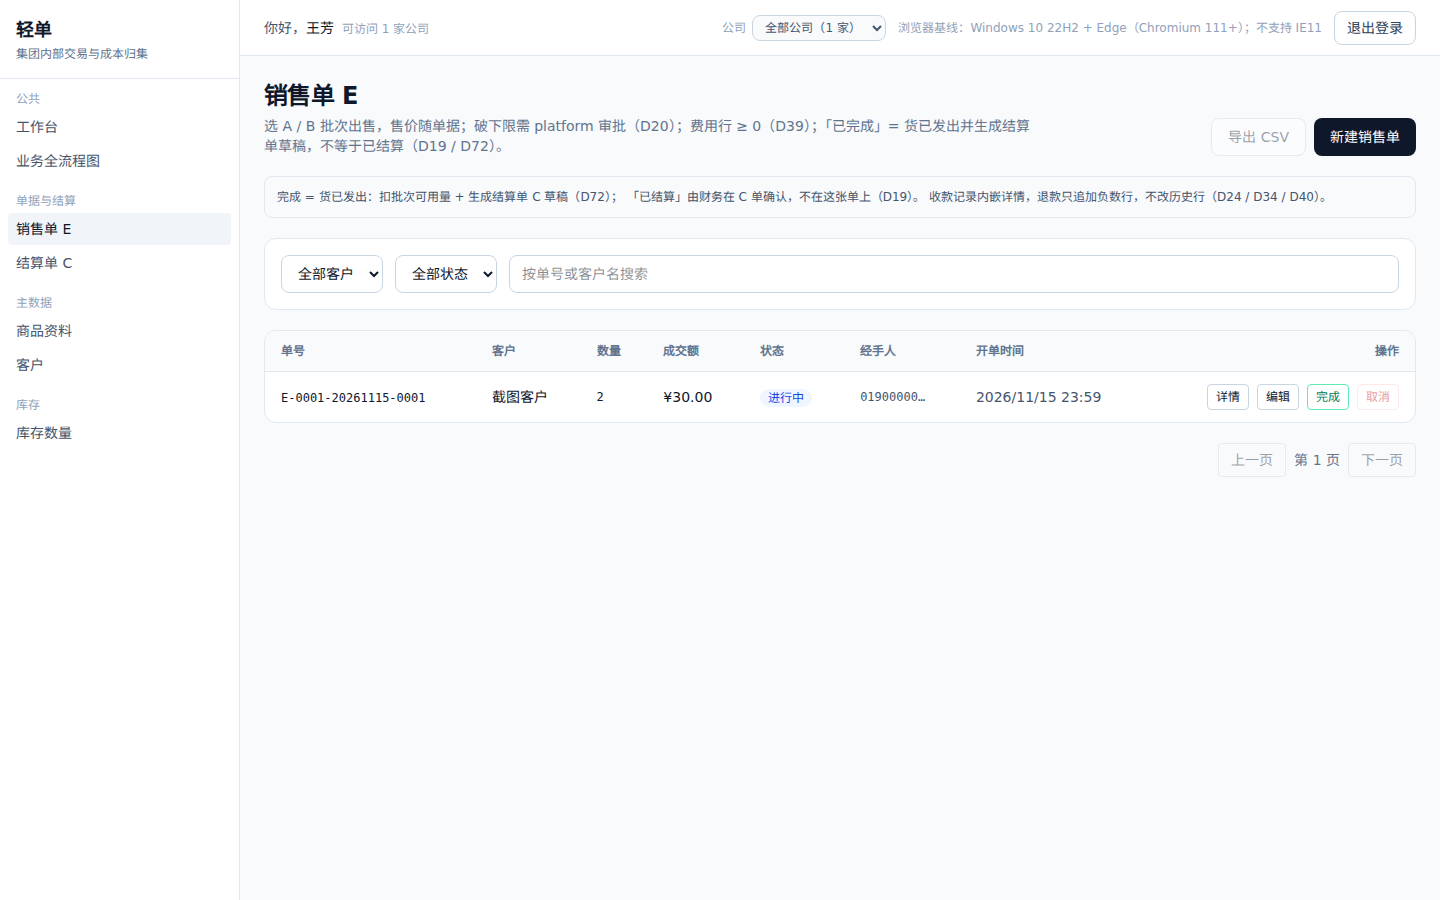 轻单
集团内部交易与成本归集
公共
工作台
业务全流程图
单据与结算
销售单 E
结算单 C
主数据
商品资料
客户
库存
库存数量
你好，王芳 可访问 1 家公司
公司 全部公司（1 家） 浏览器基线：Windows 10 22H2 + Edge（Chromium 111+）；不支持 IE11 退出登录
销售单 E
选 A / B 批次出售，售价随单据；破下限需 platform 审批（D20）；费用行 ≥ 0（D39）；「已完成」= 货已发出并生成结算
单草稿，不等于已结算（D19 / D72）。
导出 CSV 新建销售单
完成 = 货已发出：扣批次可用量 + 生成结算单 C 草稿（D72）； 「已结算」由财务在 C 单确认，不在这张单上（D19）。 收款记录内嵌详情，退款只追加负数行，不改历史行（D24 / D34 / D40）。
全部客户 全部状态 按单号或客户名搜索
单号 客户 数量 成交额 状态 经手人 开单时间 操作
E-0001-20261115-0001 截图客户 2 ¥30.00 进行中 01900000… 2026/11/15 23:59 详情 编辑 完成 取消
上一页 第 1 页 下一页